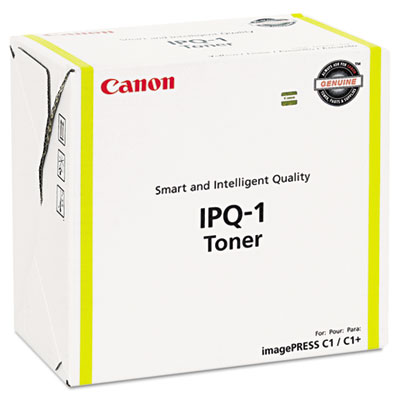 Canon
GENUINE
Smart and Intelligent Quality
IPQ-1
Toner
For: Pour: Para:
imagePRESS C1 / C1+